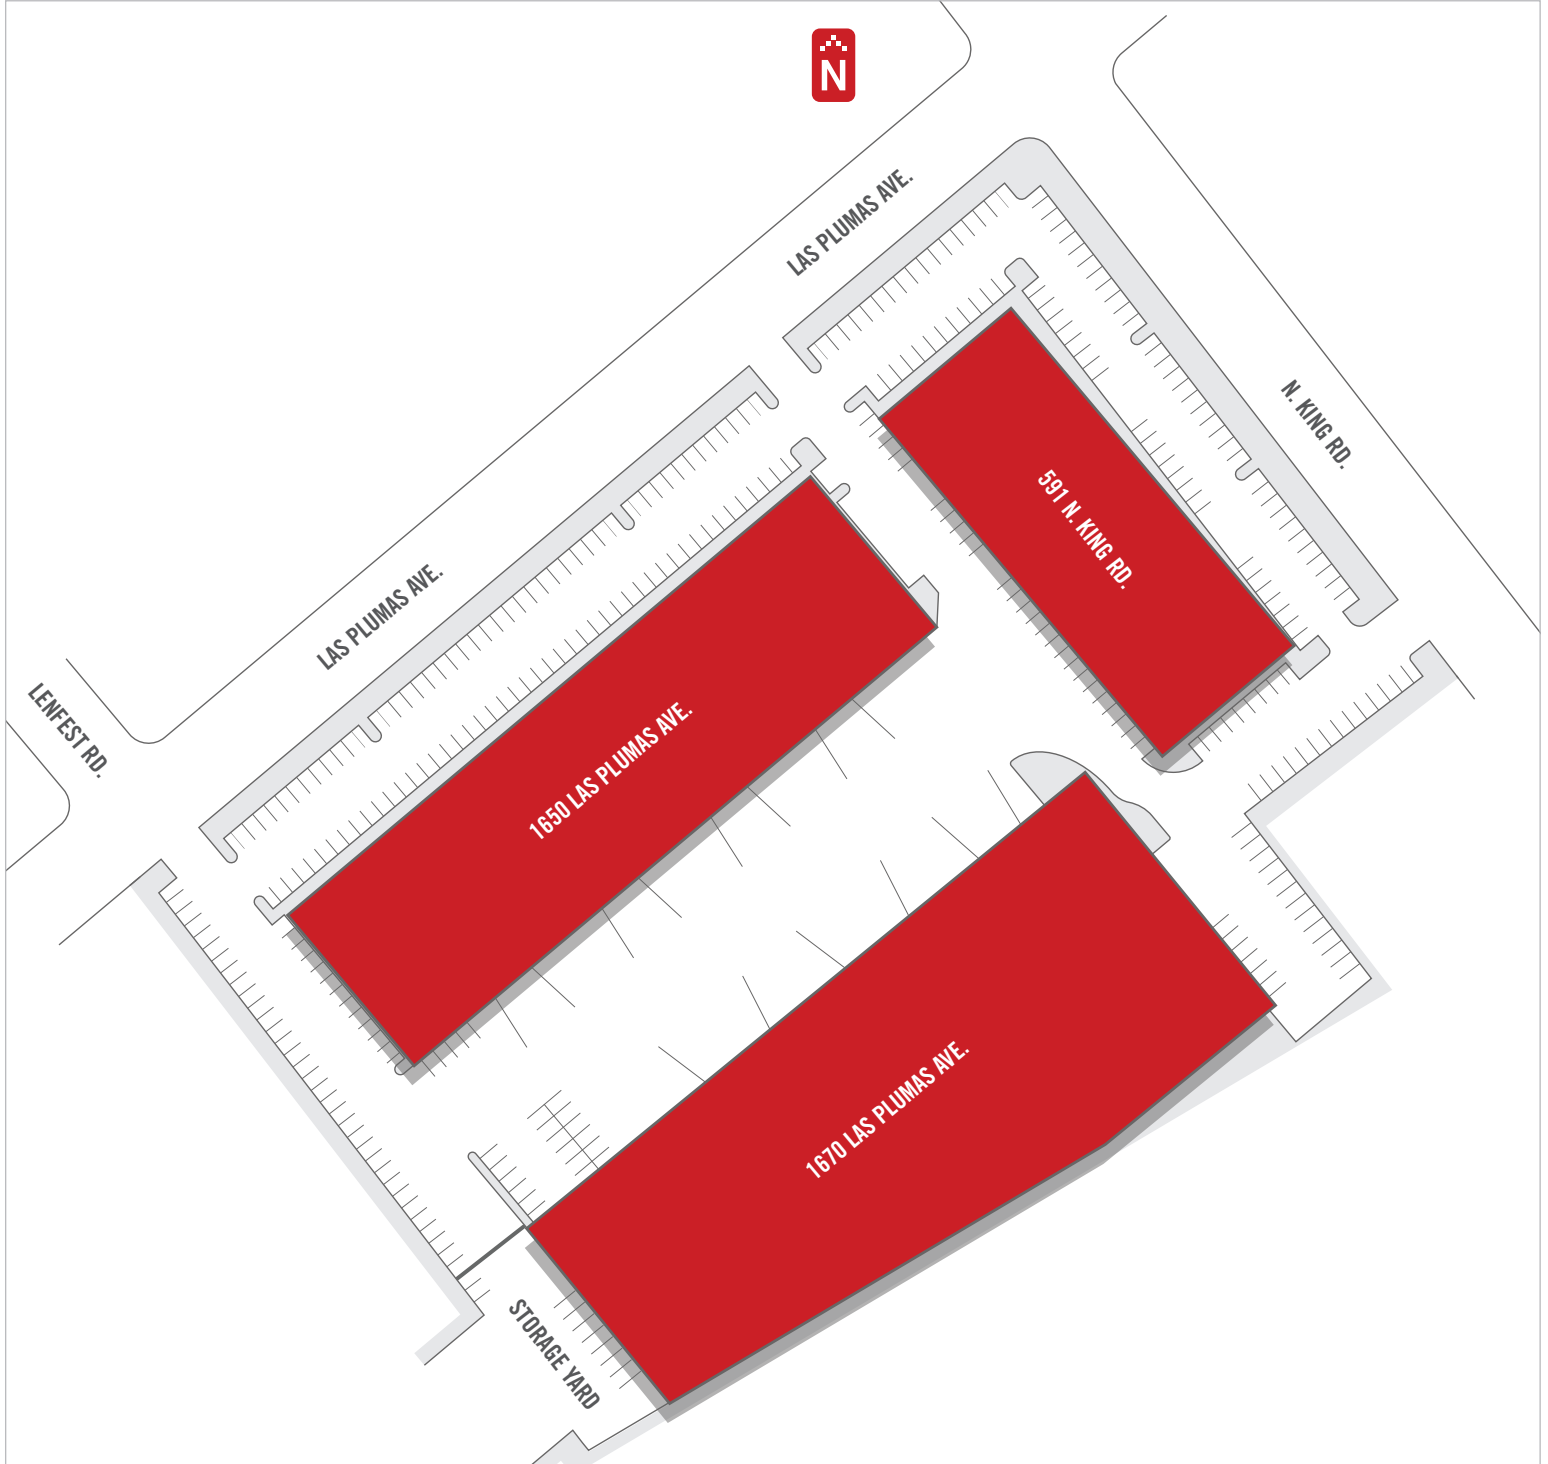 N
LAS PLUMAS AVE.
N. KING RD.
591 N. KING RD.
LAS PLUMAS AVE.
LENFEST RD.
1650 LAS PLUMAS AVE.
1670 LAS PLUMAS AVE.
STORAGE YARD